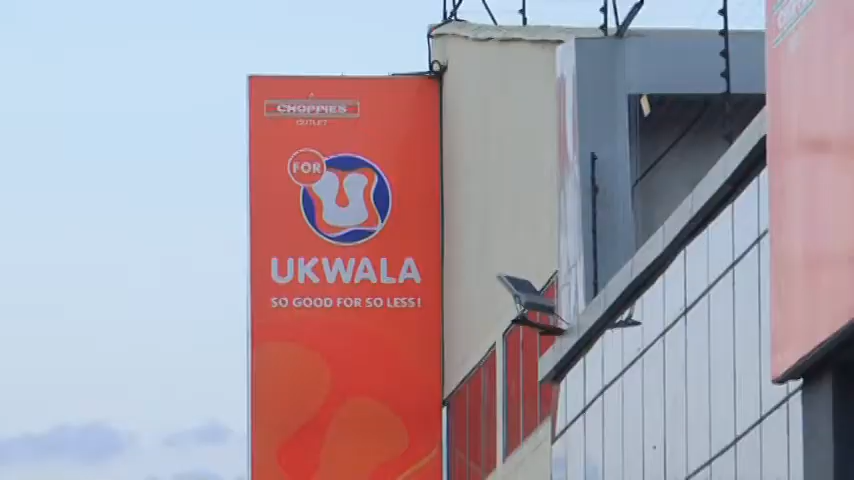 CHOPPIES
OUTLET
FOR
U
UKWALA
SO GOOD FOR SO LESS!